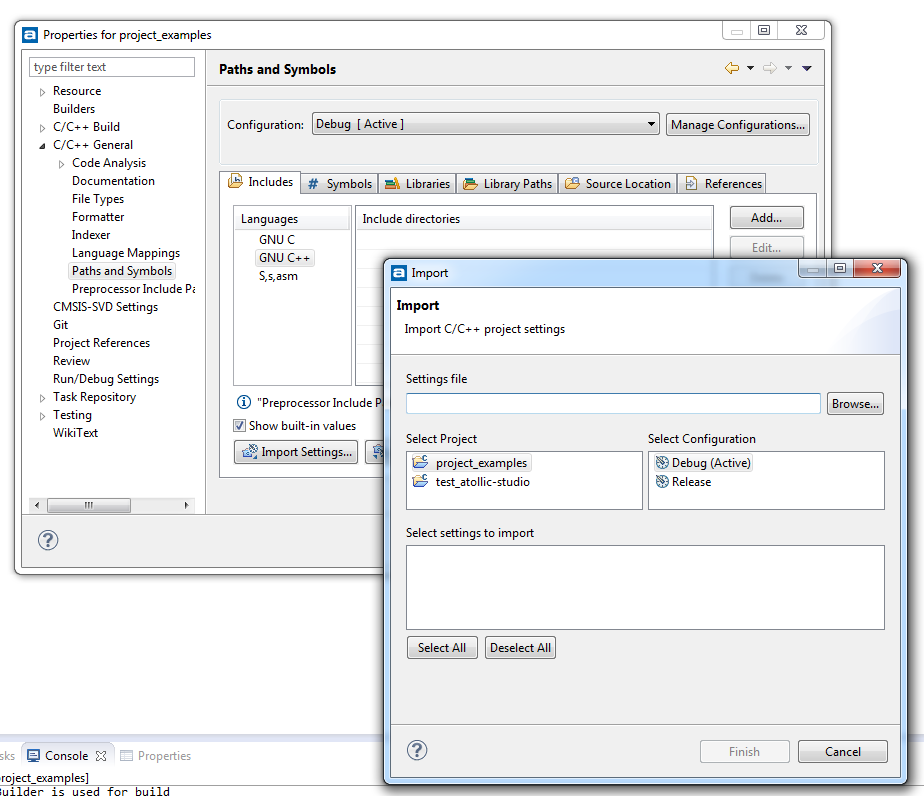 Properties for project_examples
type filter text
Resource
Builders
C/C++ Build
C/C++ General
Code Analysis
Documentation
File Types
Formatter
Indexer
Language Mappings
Paths and Symbols
Preprocessor Include Pa
CMSIS-SVD Settings
Git
Project References
Review
Run/Debug Settings
Task Repository
Testing
WikiText
Paths and Symbols
Configuration: Debug [ Active ] Manage Configurations...
Includes # Symbols Libraries Library Paths Source Location References
Languages Include directories
GNU C
GNU C++
S,s,asm
Add...
Edit...
"Preprocessor Include P
Show built-in values
Import Settings...
Import
Import
Import C/C++ project settings
Settings file
Browse...
Select Project Select Configuration
project_examples Debug (Active)
test_atollic-studio Release
Select settings to import
Select All Deselect All
Finish Cancel
sks Console Properties
project_examples]
Builder is used for build